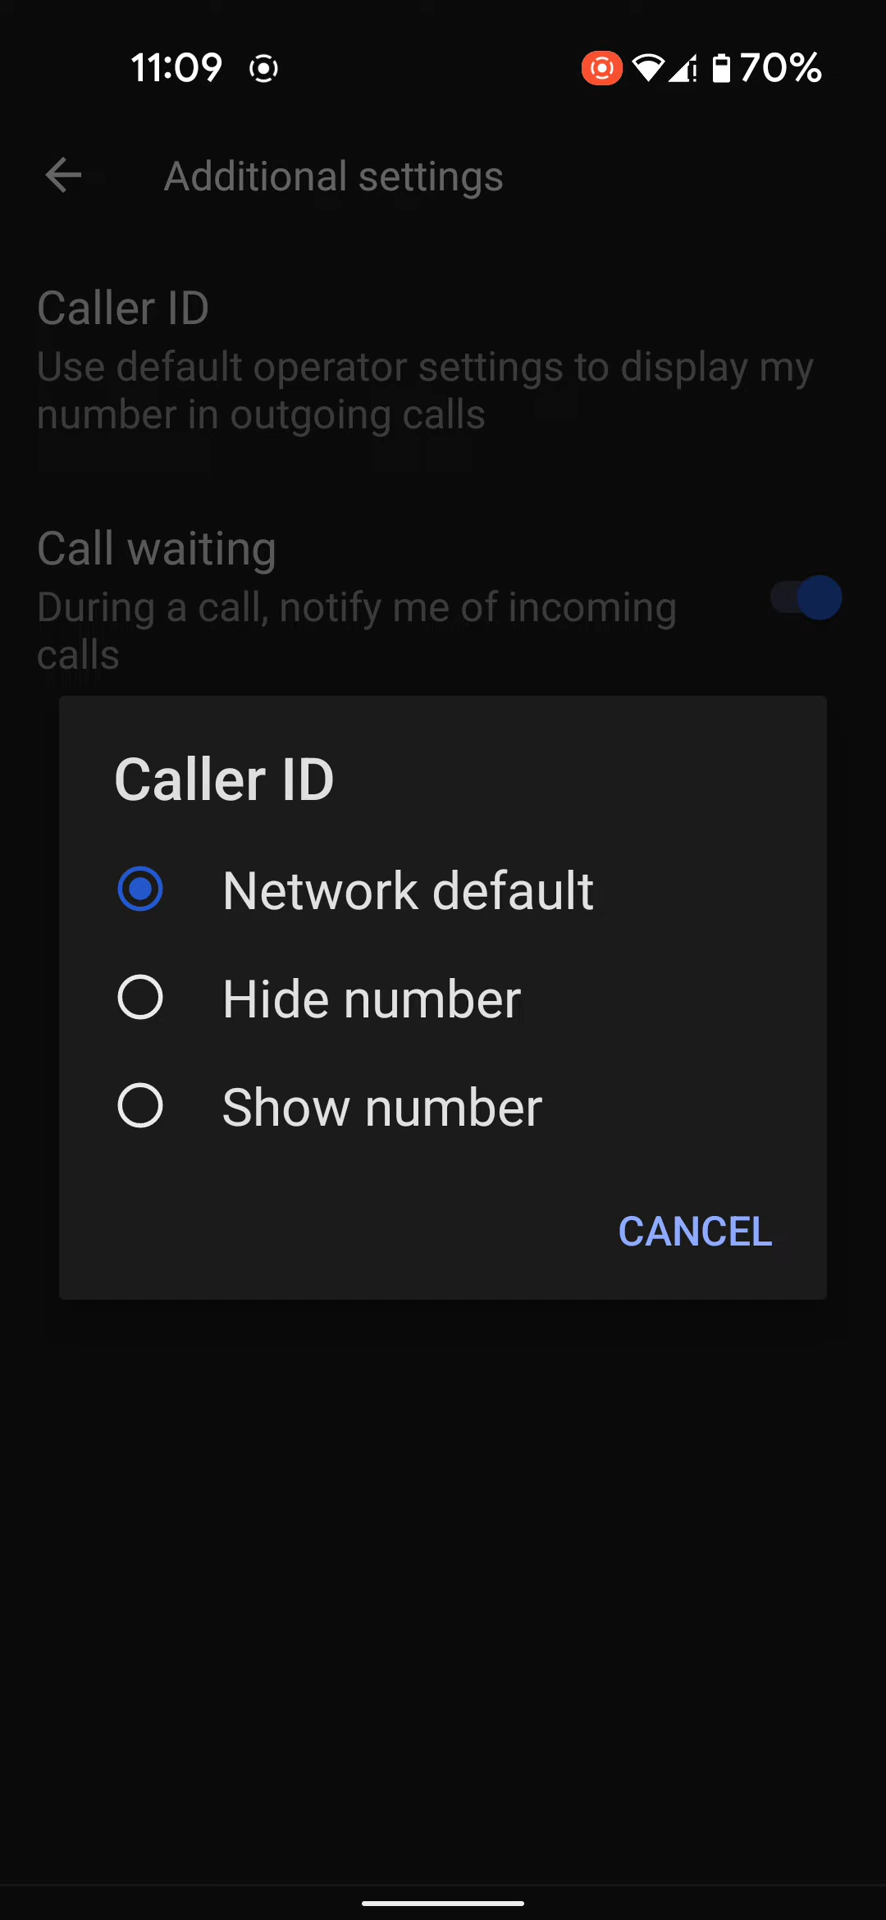 11:09 70%
Additional settings
Caller ID
Use default operator settings to display my
number in outgoing calls
Call waiting
During a call, notify me of incoming
calls
Caller ID
Network default
Hide number
Show number
CANCEL